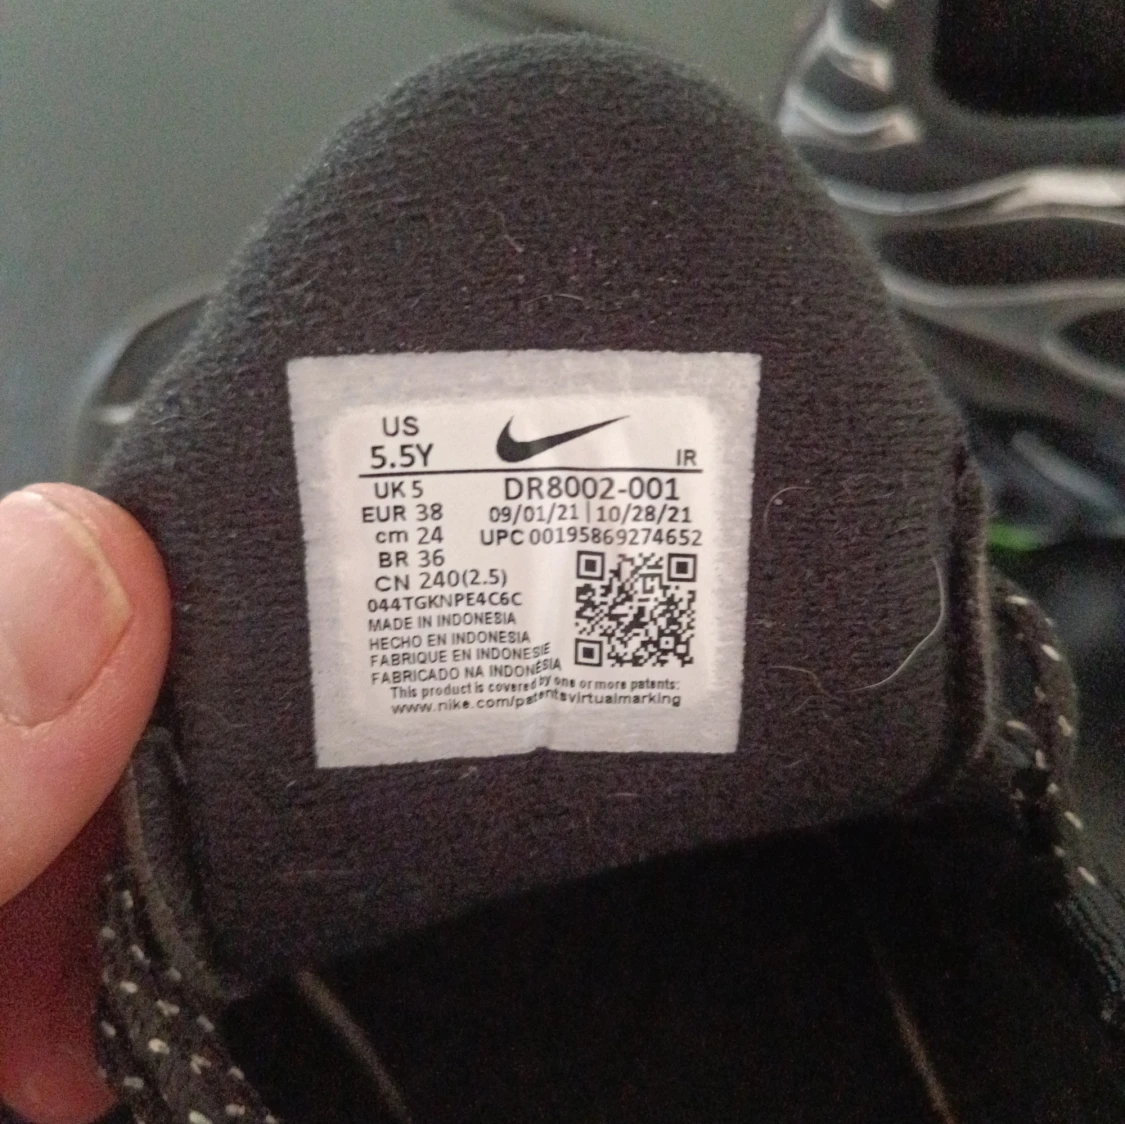 US
5.5Y
IR
UK 5
DR8002-001
EUR 38
09/01/21 | 10/28/21
cm 24
UPC 00195869274652
BR 36
CN 240(2.5)
044TGKNPE4C6C
MADE IN INDONESIA
HECHO EN INDONESIA
FABRIQUE EN INDONESIE
FABRICADO NA INDONÉSIA
This product is covered by one or more patents:
www.nike.com/patentsvirtualmarking